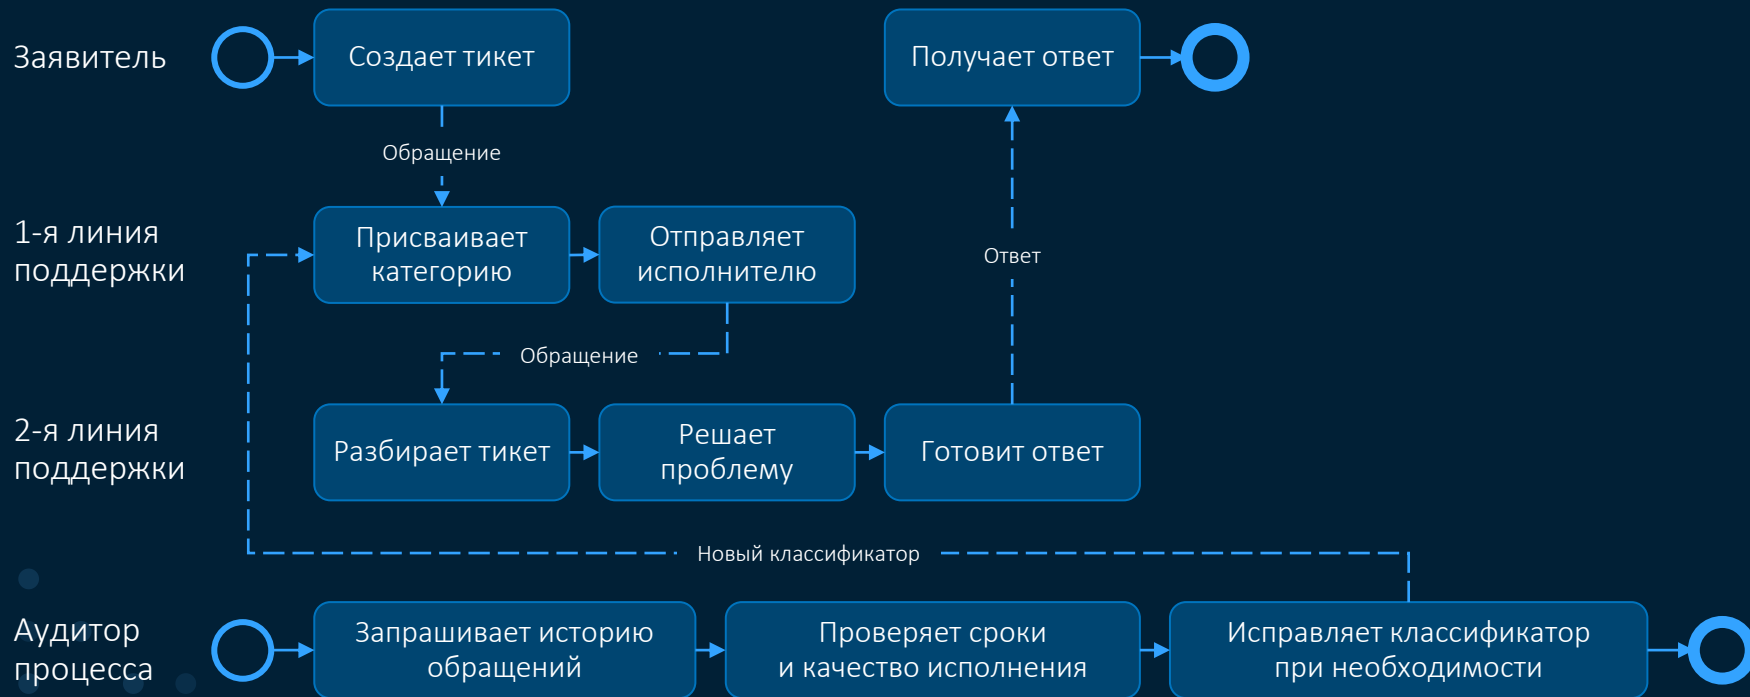 Заявитель
Создает тикет
Получает ответ
Обращение
1-я линия
поддержки
Присваивает
категорию
Отправляет
исполнителю
Ответ
Обращение
2-я линия
поддержки
Разбирает тикет
Решает
проблему
Готовит ответ
Новый классификатор
Аудитор
процесса
Запрашивает историю
обращений
Проверяет сроки
и качество исполнения
Исправляет классификатор
при необходимости